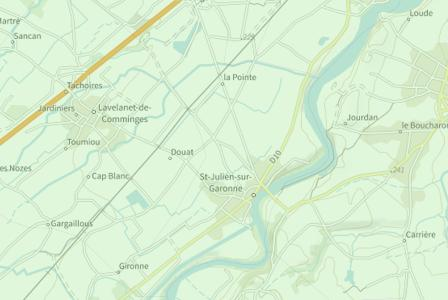 Loude
Sancan
la Pointe
Tachoires
Jardiniers
Lavelanet-de-
Comminges
Jourdan
le Boucharou
Toumiou
Douat
D10
Cap Blanc
St-Julien-sur-
Garonne
Gargaillous
Carrière
Gironne